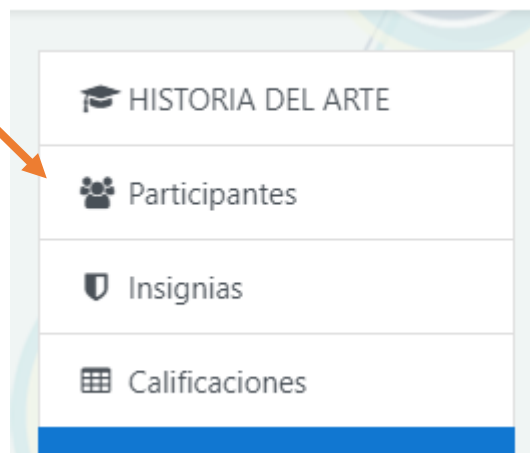 HISTORIA DEL ARTE
Participantes
Insignias
Calificaciones